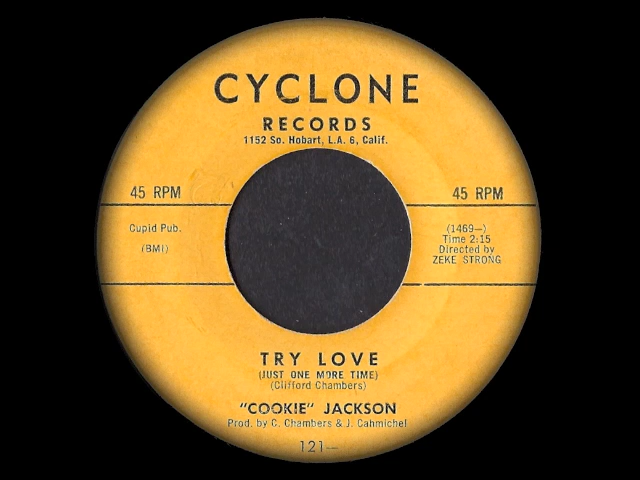 CYCLONE
RECORDS
1152 So. Hobart, L.A. 6, Calif.
45 RPM
45 RPM
Cupid Pub.
(BMI)
(1469—)
Time 2:15
Directed by
ZEKE STRONG
TRY LOVE
(JUST ONE MORE TIME)
(Clifford Chambers)
"COOKIE" JACKSON
Prod. by C. Chambers & J. Cahmichel
121—